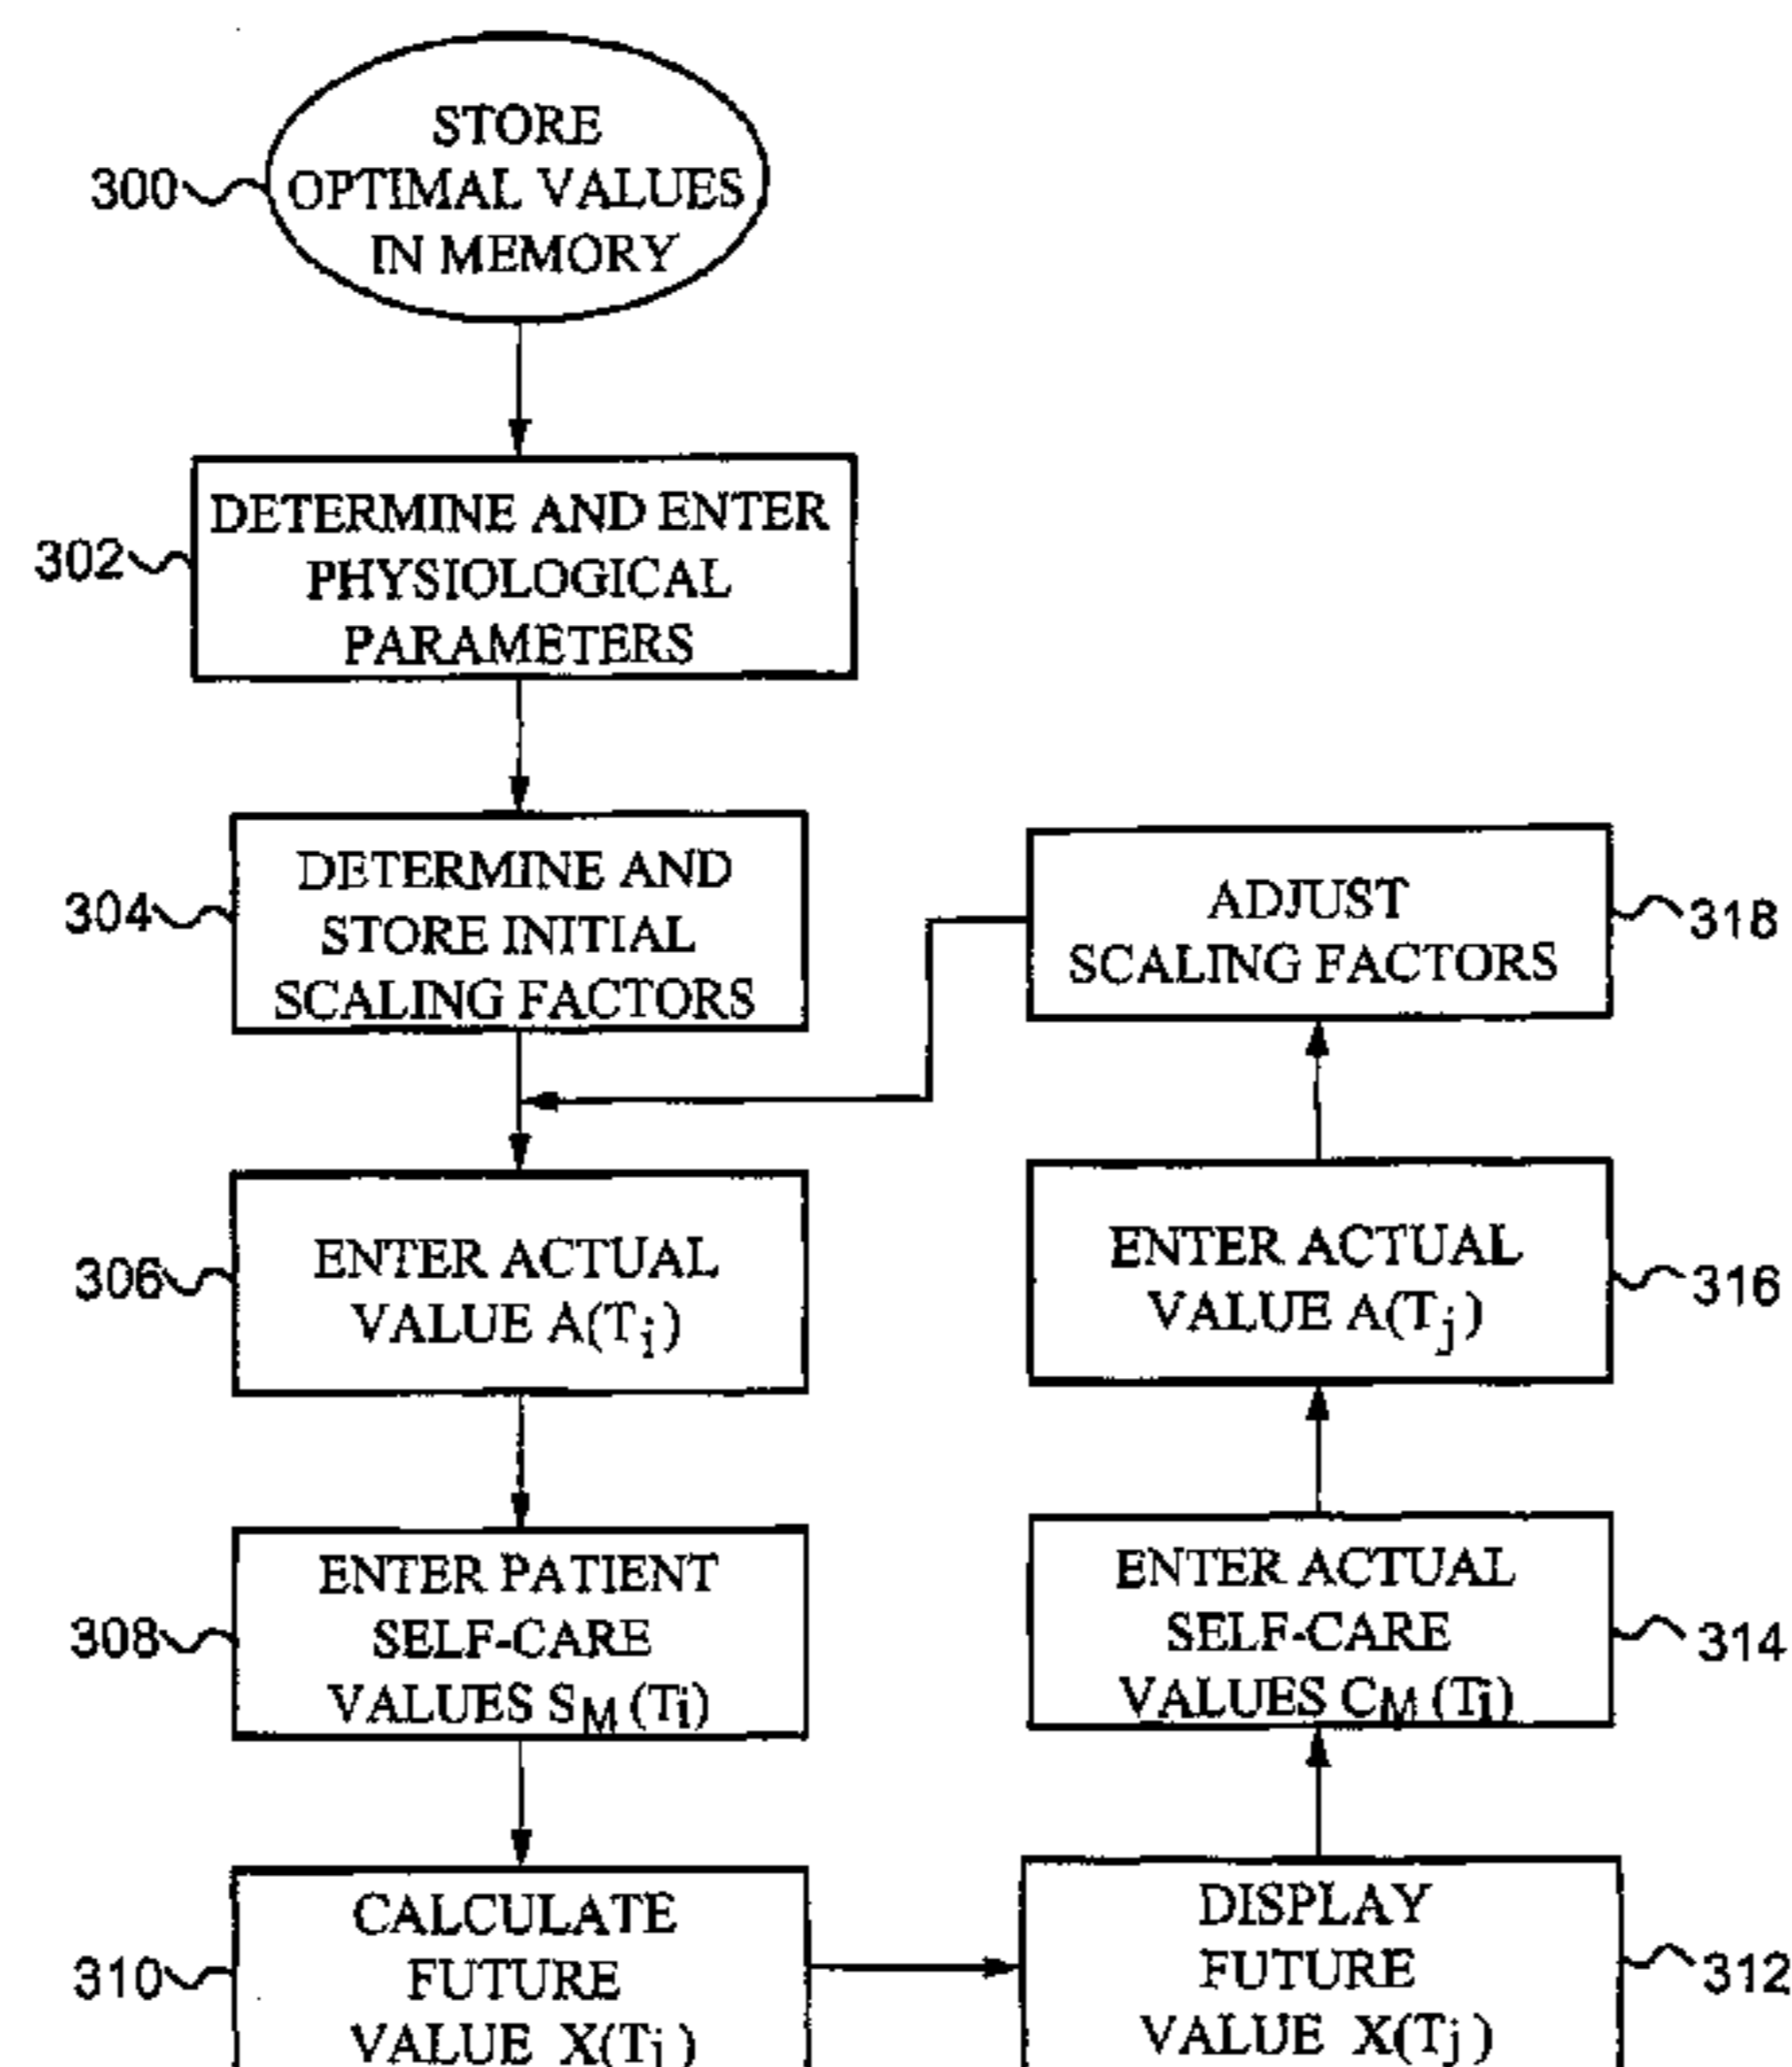 300
STORE
OPTIMAL VALUES
IN MEMORY
302
DETERMINE AND ENTER
PHYSIOLOGICAL
PARAMETERS
304
DETERMINE AND
STORE INITIAL
SCALING FACTORS
306
ENTER ACTUAL
VALUE A(Ti)
308
ENTER PATIENT
SELF-CARE
VALUES SM (Ti)
310
CALCULATE
FUTURE
VALUE X(Tj)
DISPLAY
FUTURE
VALUE X(Tj)
312
ENTER ACTUAL
SELF-CARE
VALUES CM (Ti)
314
ENTER ACTUAL
VALUE A(Tj)
316
ADJUST
SCALING FACTORS
318